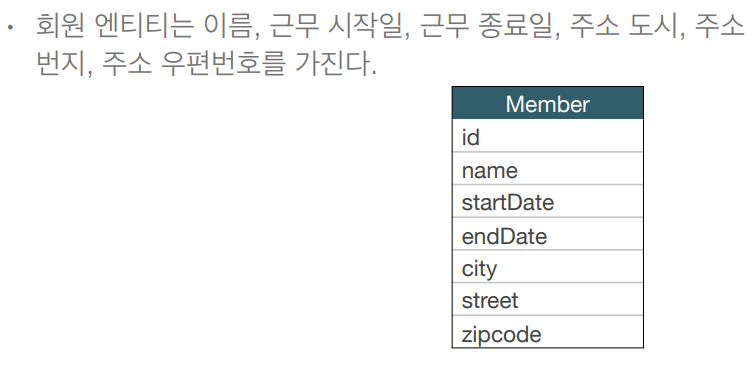 • 회원 엔티티는 이름, 근무 시작일, 근무 종료일, 주소 도시, 주소
번지, 주소 우편번호를 가진다.
Member
id
name
startDate
endDate
city
street
zipcode